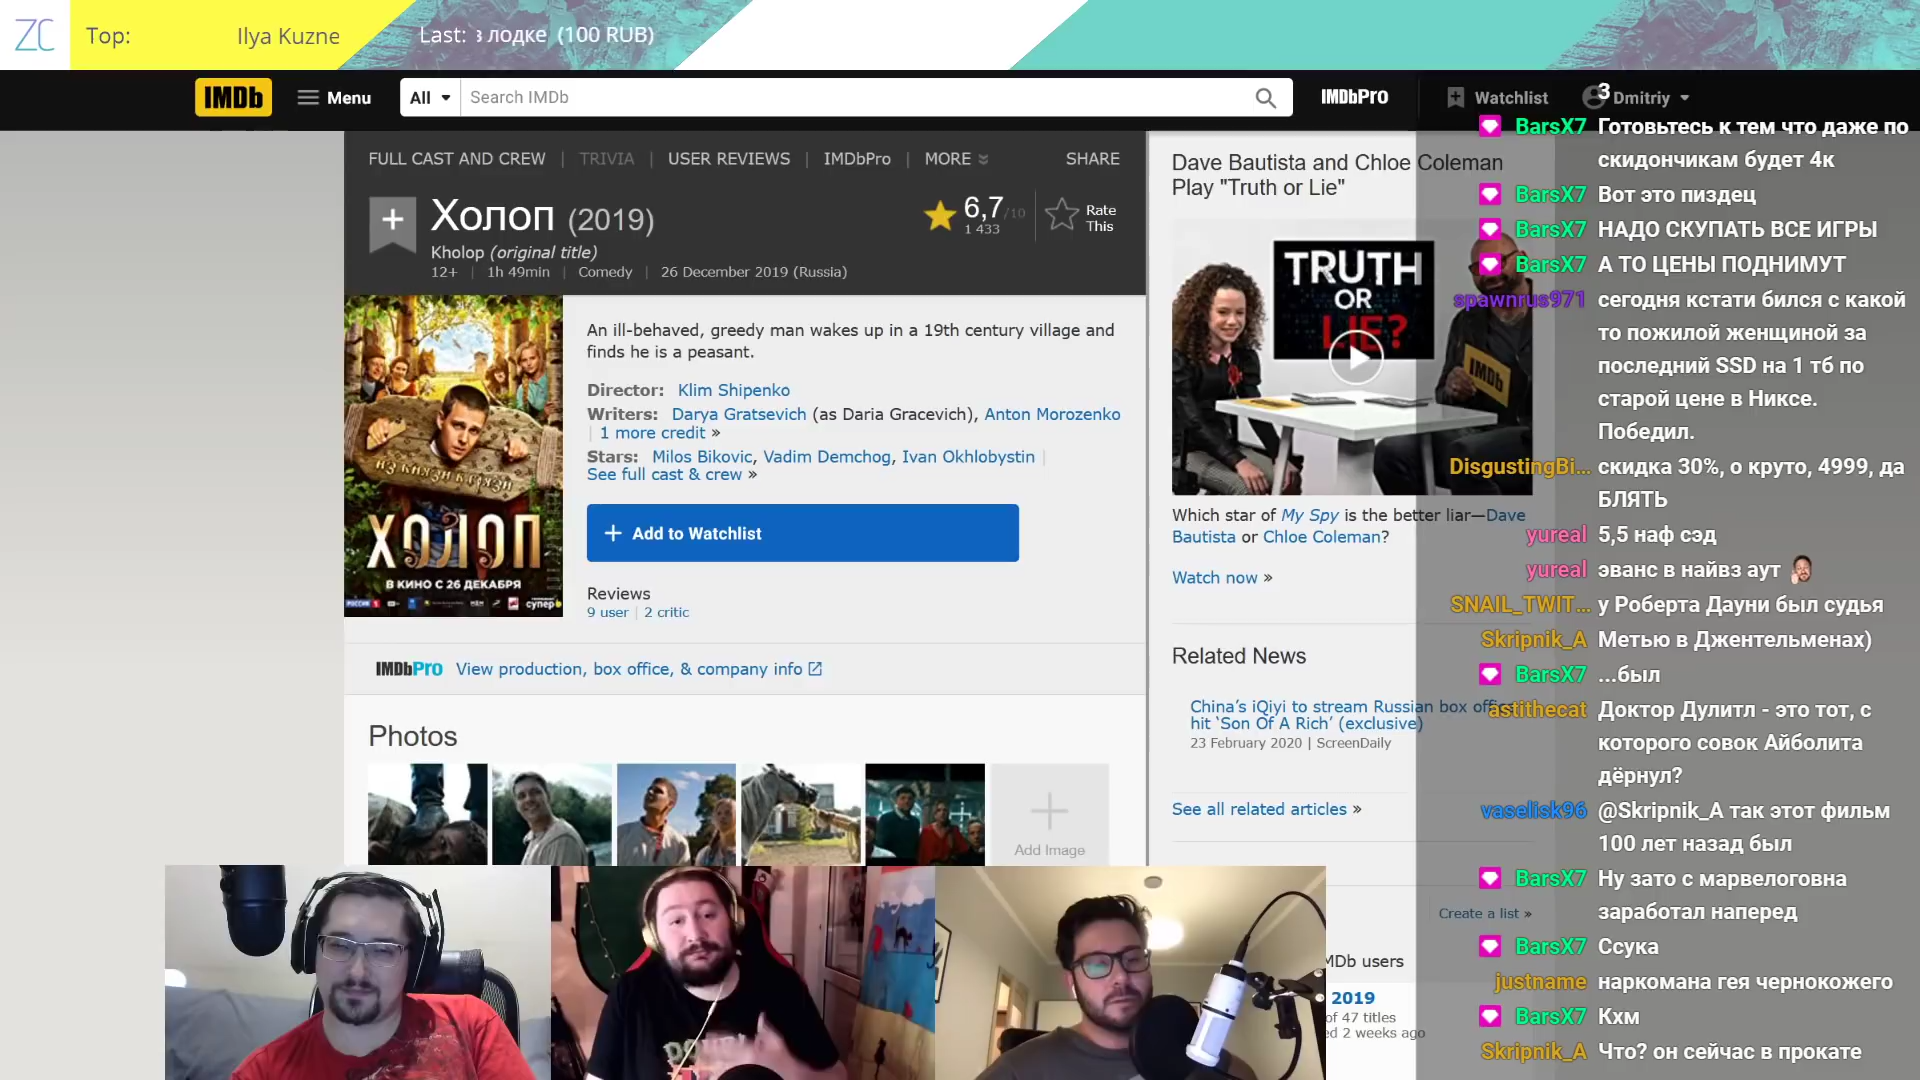 ZC
Top:
Ilya Kuzne
Last: з лодке (100 RUB)
IMDb
Menu
All
Search IMDb
IMDbPro
Watchlist
3
Dmitriy
FULL CAST AND CREW | TRIVIA | USER REVIEWS | IMDbPro | MORE
SHARE
Холоп (2019)
Kholop (original title)
12+ | 1h 49min | Comedy | 26 December 2019 (Russia)
6,7/10
1 433
Rate
This
из князи в грязи
ХОЛОП
В КИНО С 26 ДЕКАБРЯ
РОССИЯ 1
супер
An ill-behaved, greedy man wakes up in a 19th century village and
finds he is a peasant.
Director: Klim Shipenko
Writers: Darya Gratsevich (as Daria Gracevich), Anton Morozenko
| 1 more credit »
Stars: Milos Bikovic, Vadim Demchog, Ivan Okhlobystin |
See full cast & crew »
+ Add to Watchlist
Reviews
9 user | 2 critic
IMDbPro View production, box office, & company info
Photos
Add Image
Dave Bautista and Chloe Coleman
Play "Truth or Lie"
TRUTH
OR
LIE?
IMDb
Which star of My Spy is the better liar—Dave
Bautista or Chloe Coleman?
Watch now »
Related News
China’s iQiyi to stream Russian box office
hit ‘Son Of A Rich’ (exclusive)
23 February 2020 | ScreenDaily
See all related articles »
Create a list »
MDb users
2019
of 47 titles
ed 2 weeks ago
BarsX7 Готовьтесь к тем что даже по
скидончикам будет 4к
BarsX7 Вот это пиздец
BarsX7 НАДО СКУПАТЬ ВСЕ ИГРЫ
BarsX7 А ТО ЦЕНЫ ПОДНИМУТ
spawnrus971 сегодня кстати бился с какой
то пожилой женщиной за
последний SSD на 1 тб по
старой цене в Никсе.
Победил.
DisgustingBi... скидка 30%, о круто, 4999, да
БЛЯТЬ
yureal 5,5 наф сэд
yureal эванс в найвз аут
SNAIL_TWIT... у Роберта Дауни был судья
Skripnik_A Метью в Джентельменах)
BarsX7 ...был
astithecat Доктор Дулитл - это тот, с
которого совок Айболита
дёрнул?
vaselisk96 @Skripnik_A так этот фильм
100 лет назад был
BarsX7 Ну зато с марвелоговна
заработал наперед
BarsX7 Ссука
justname наркомана гея чернокожего
BarsX7 Кхм
Skripnik_A Что? он сейчас в прокате